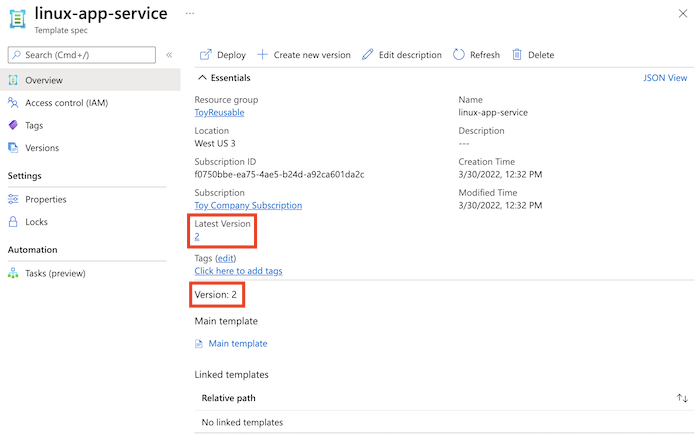 linux-app-service ...
Template spec
Search (Cmd+/)
Overview
Access control (IAM)
Tags
Versions
Settings
Properties
Locks
Automation
Tasks (preview)
Deploy Create new version Edit description Refresh Delete
Essentials JSON View
Resource group
ToyReusable
Location
West US 3
Subscription ID
f0750bbe-ea75-4ae5-b24d-a92ca601da2c
Subscription
Toy Company Subscription
Latest Version
2
Tags (edit)
Click here to add tags
Name
linux-app-service
Description
---
Creation Time
3/30/2022, 12:32 PM
Modified Time
3/30/2022, 12:32 PM
Version: 2
Main template
Main template
Linked templates
Relative path
No linked templates